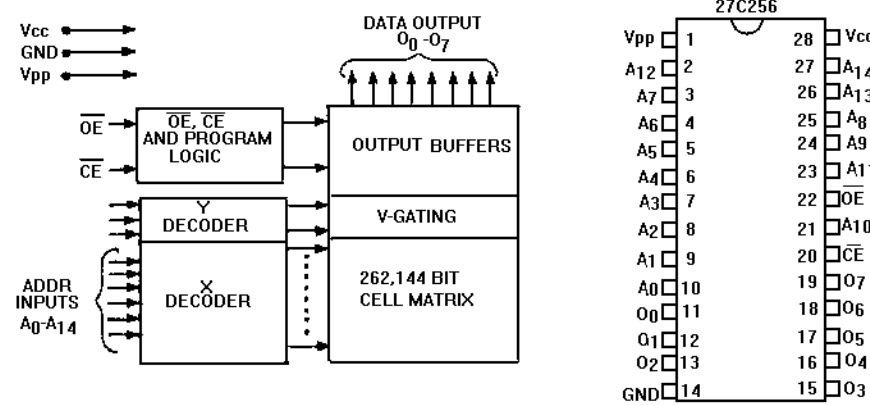 Vcc
GND
Vpp
DATA OUTPUT
O0 -O7
OE
CE
OE, CE
AND PROGRAM
LOGIC
OUTPUT BUFFERS
Y
DECODER
V-GATING
ADDR
INPUTS
A0-A14
X
DECODER
262,144 BIT
CELL MATRIX
27C256
Vpp 1 28 Vcc
A12 2 27 A14
A7 3 26 A13
A6 4 25 A8
A5 5 24 A9
A4 6 23 A11
A3 7 22 OE
A2 8 21 A10
A1 9 20 CE
A0 10 19 O7
O0 11 18 O6
O1 12 17 O5
O2 13 16 O4
GND 14 15 O3